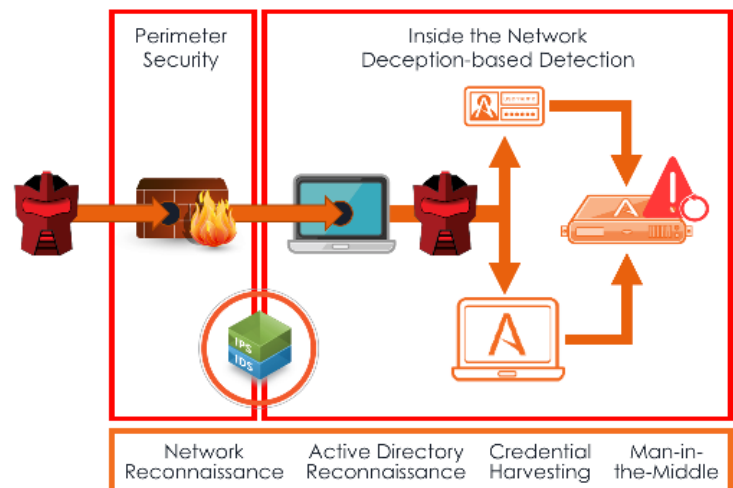 Perimeter
Security
Inside the Network
Deception-based Detection
IPS
IDS
Network
Reconnaissance
Active Directory
Reconnaissance
Credential
Harvesting
Man-in-
the-Middle